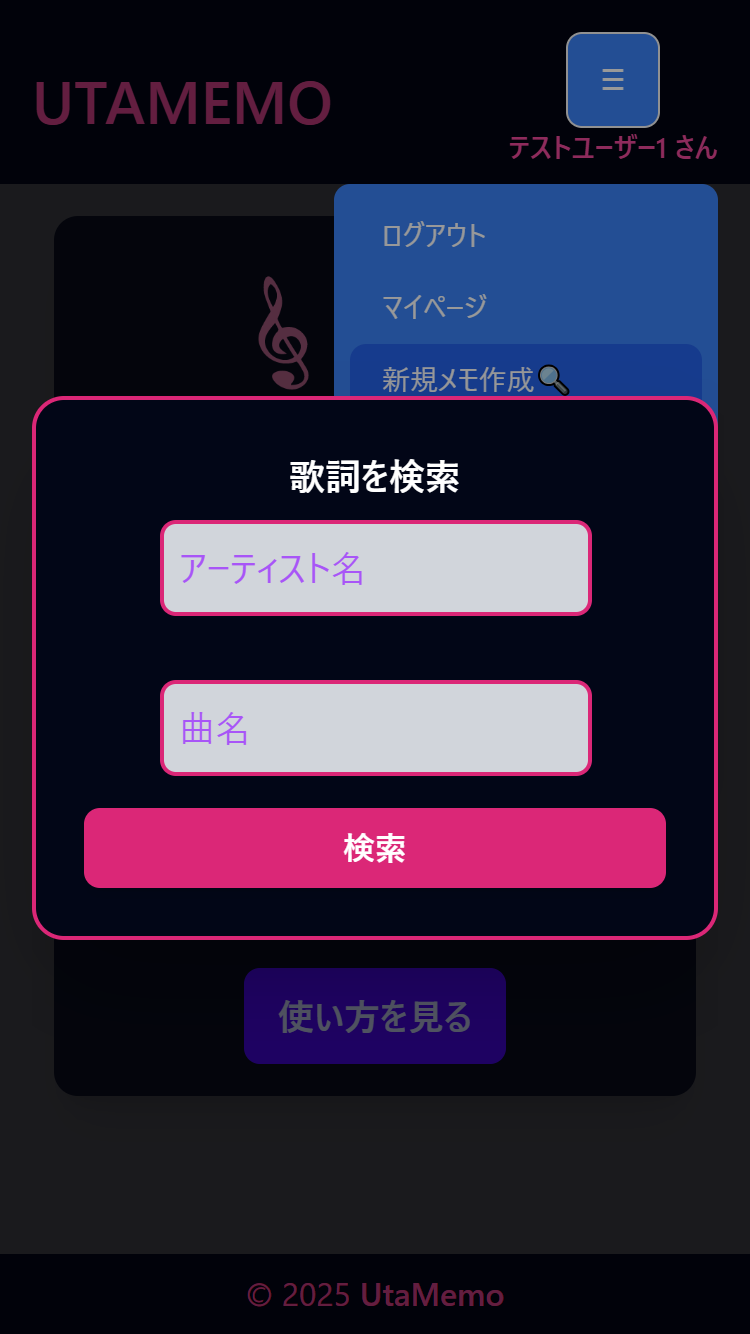 UTAMEMO
☰
テストユーザー1 さん
ログアウト
マイページ
新規メモ作成🔍
歌詞を検索
アーティスト名
曲名
検索
使い方を見る
© 2025 UtaMemo